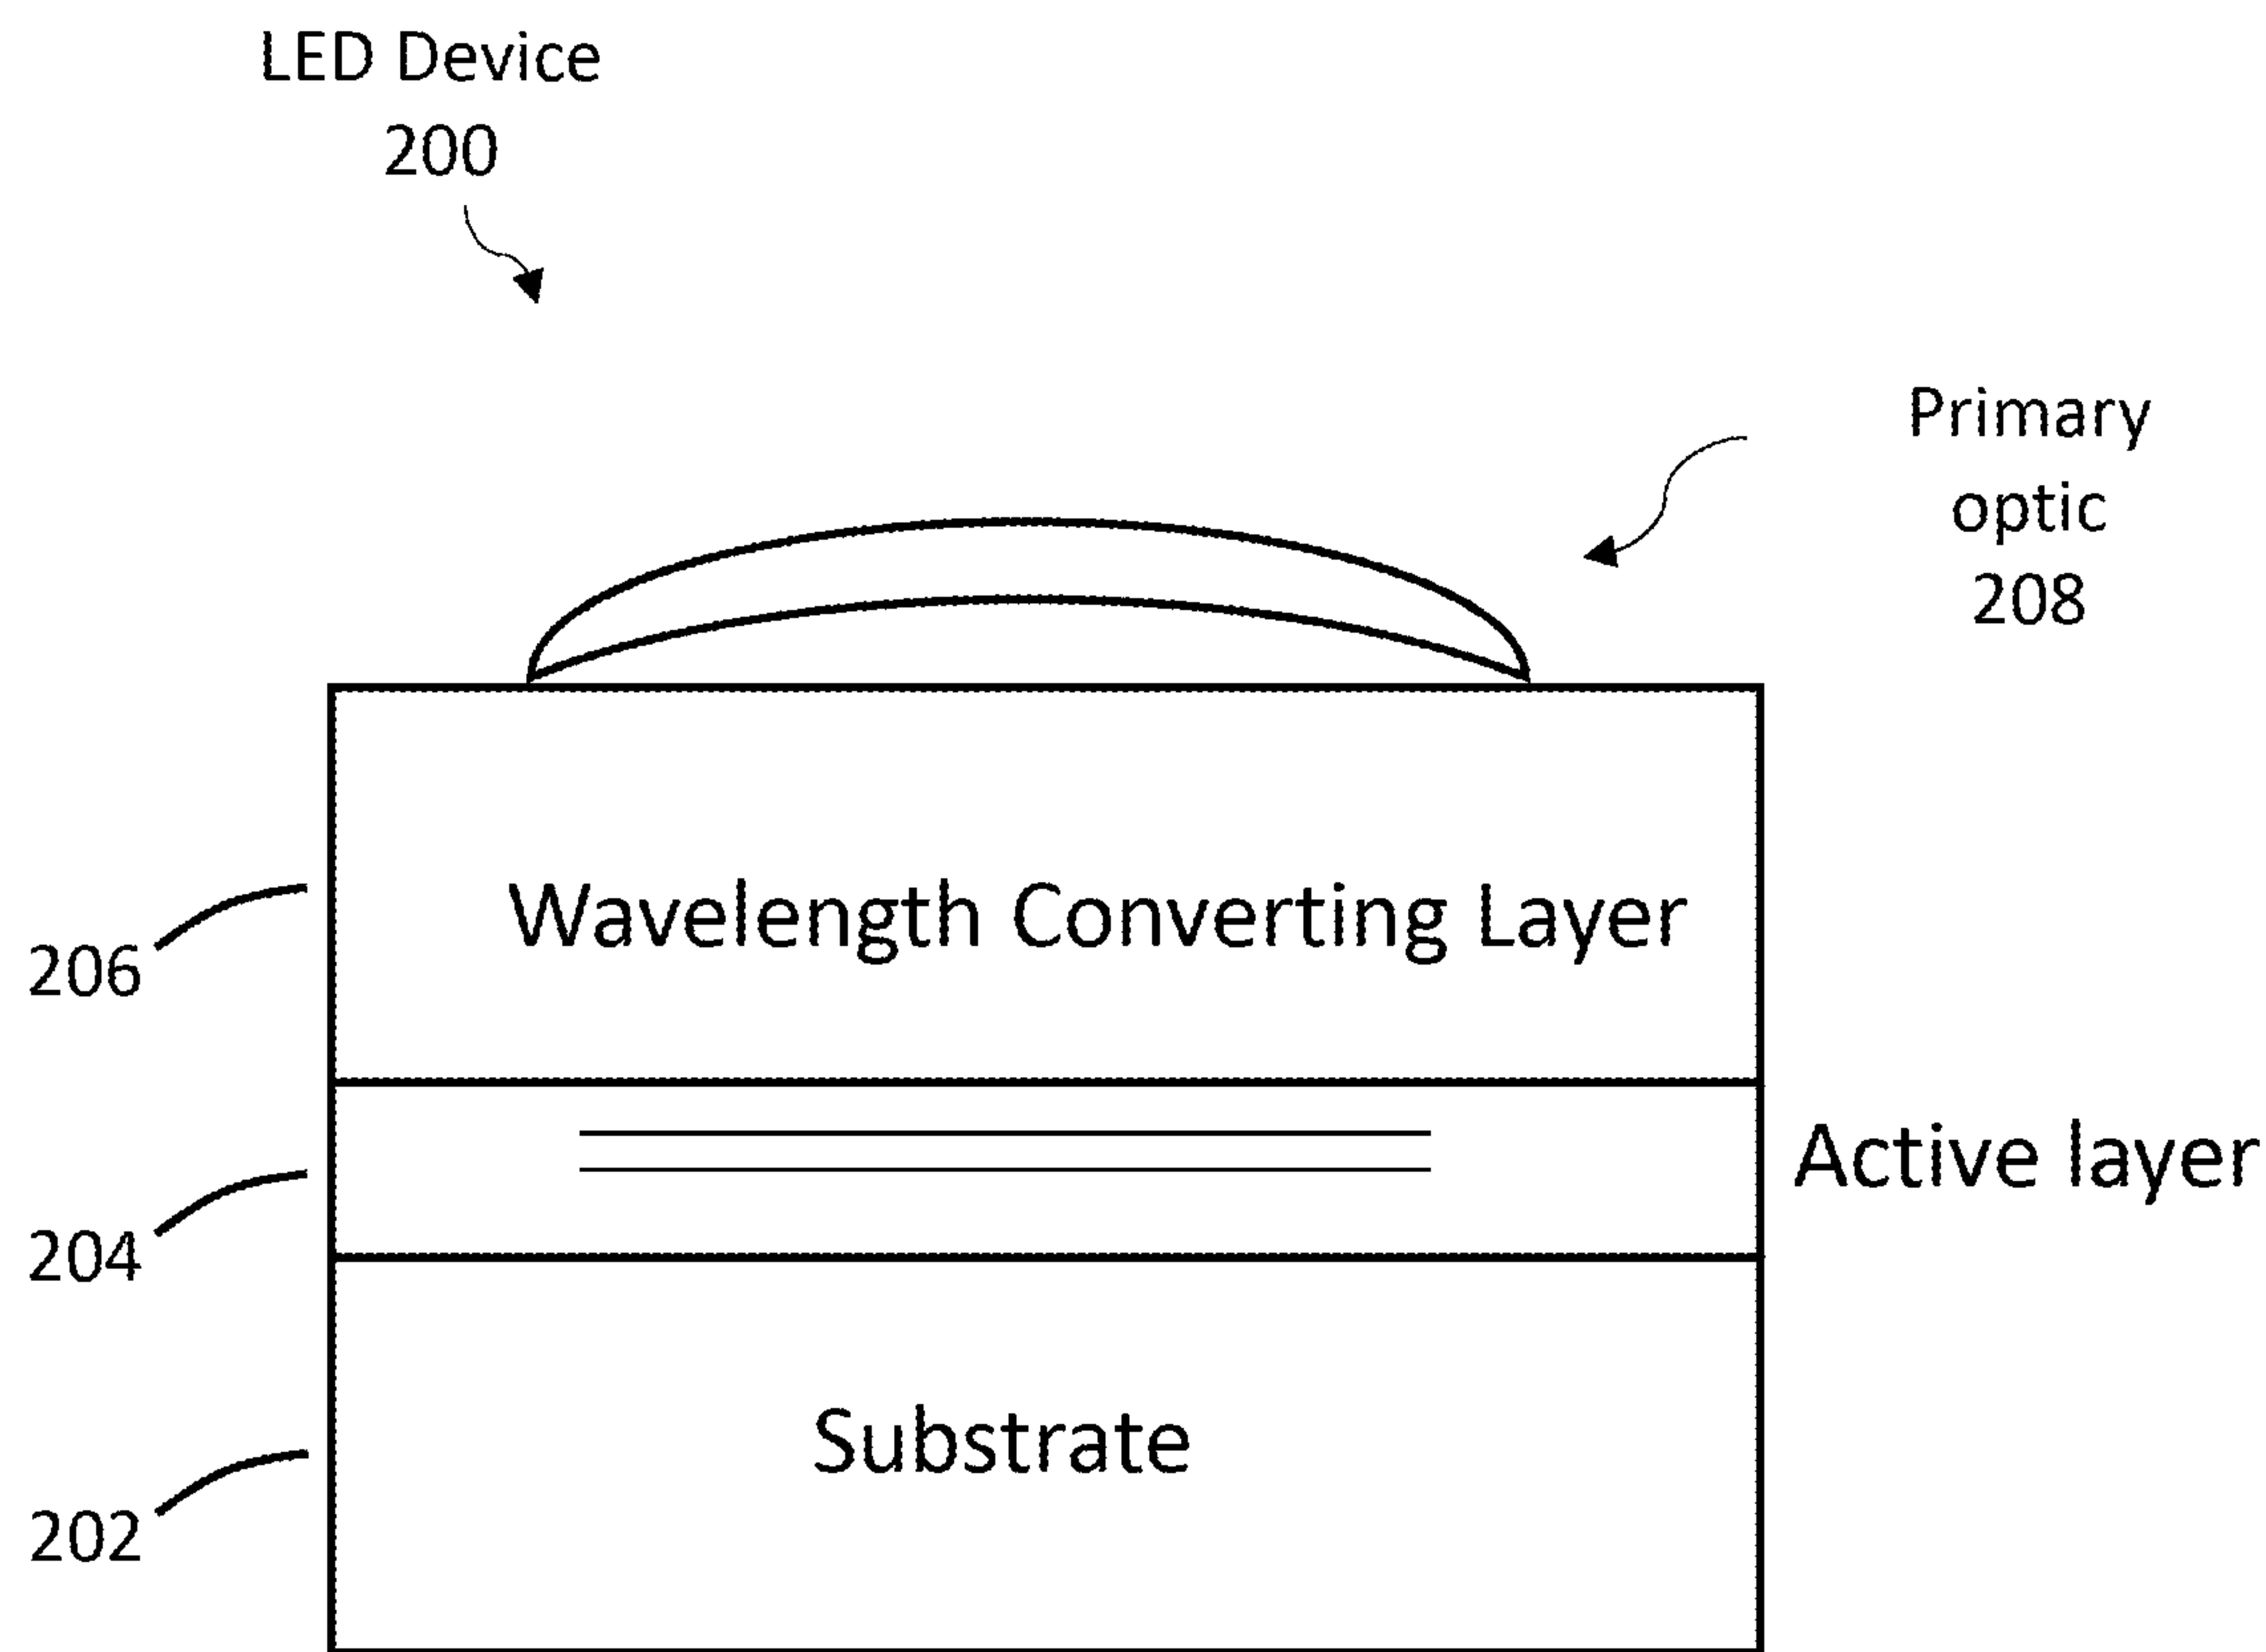 LED Device
200
Primary
optic
208
Wavelength Converting Layer
206
Active layer
204
Substrate
202